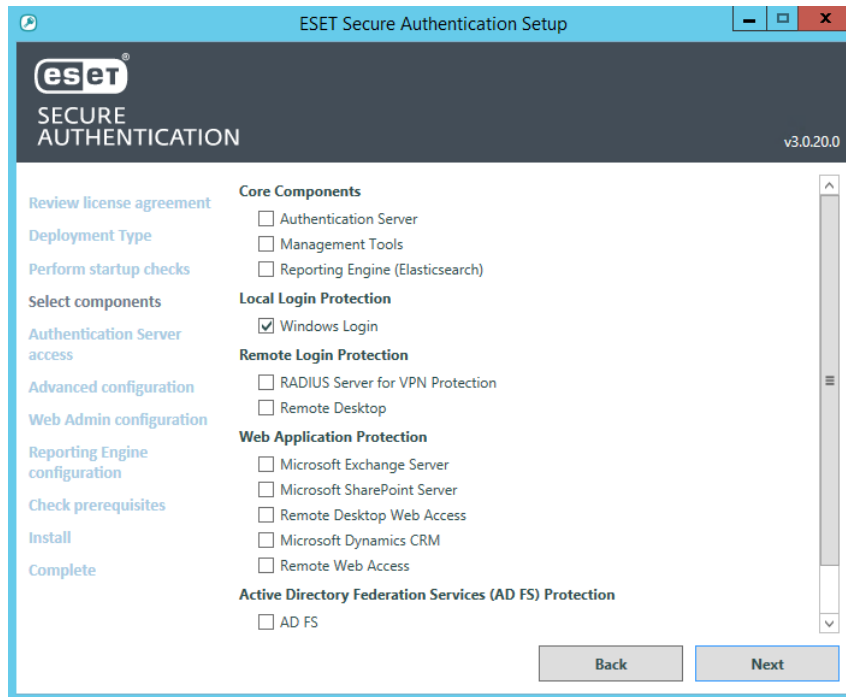 ESET Secure Authentication Setup
eset®
SECURE
AUTHENTICATION
v3.0.20.0
Review license agreement
Deployment Type
Perform startup checks
Select components
Authentication Server
access
Advanced configuration
Web Admin configuration
Reporting Engine
configuration
Check prerequisites
Install
Complete
Core Components
Authentication Server
Management Tools
Reporting Engine (Elasticsearch)
Local Login Protection
Windows Login
Remote Login Protection
RADIUS Server for VPN Protection
Remote Desktop
Web Application Protection
Microsoft Exchange Server
Microsoft SharePoint Server
Remote Desktop Web Access
Microsoft Dynamics CRM
Remote Web Access
Active Directory Federation Services (AD FS) Protection
AD FS
Back
Next